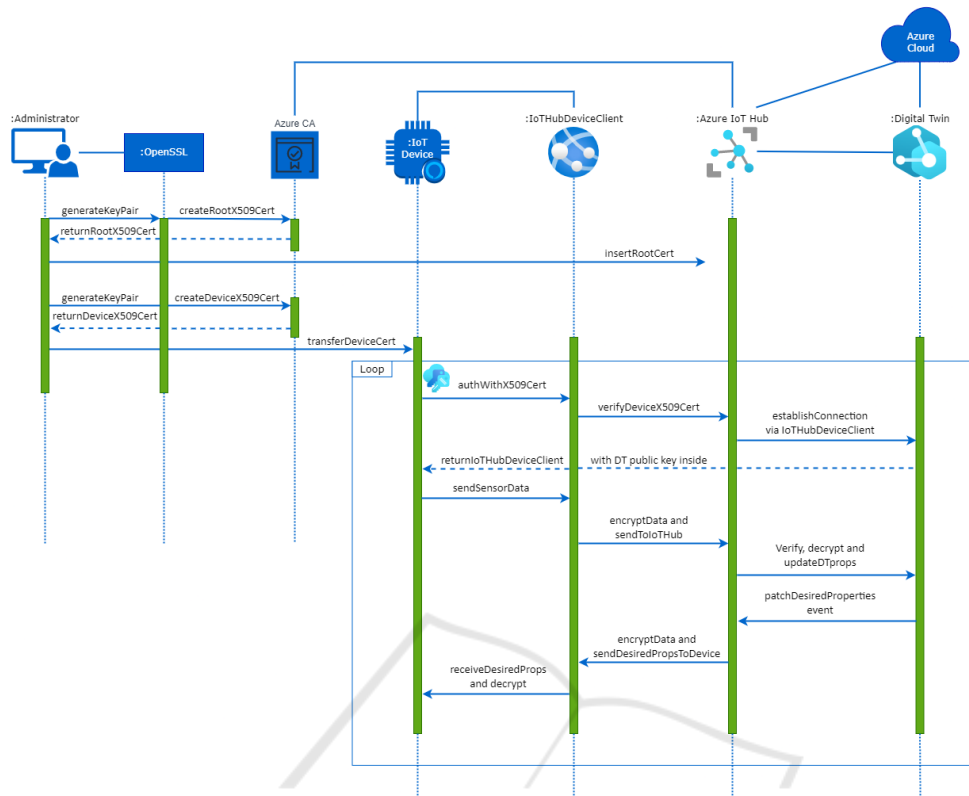 Azure
Cloud
:Administrator
:OpenSSL
Azure CA
:IoT
Device
:IoTHubDeviceClient
:Azure IoT Hub
:Digital Twin
generateKeyPair
createRootX509Cert
returnRootX509Cert
insertRootCert
generateKeyPair
createDeviceX509Cert
returnDeviceX509Cert
transferDeviceCert
Loop
authWithX509Cert
verifyDeviceX509Cert
establishConnection
via IoTHubDeviceClient
returnIoTHubDeviceClient
with DT public key inside
sendSensorData
encryptData and
sendToIoTHub
Verify, decrypt and
updateDTprops
patchDesiredProperties
event
encryptData and
sendDesiredPropsToDevice
receiveDesiredProps
and decrypt